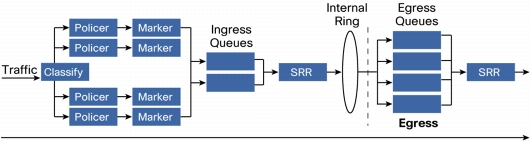 Internal
Ring
Ingress
Queues
Egress
Queues
Policer Marker
Policer Marker
Traffic Classify
SRR
SRR
Policer Marker
Policer Marker
Egress